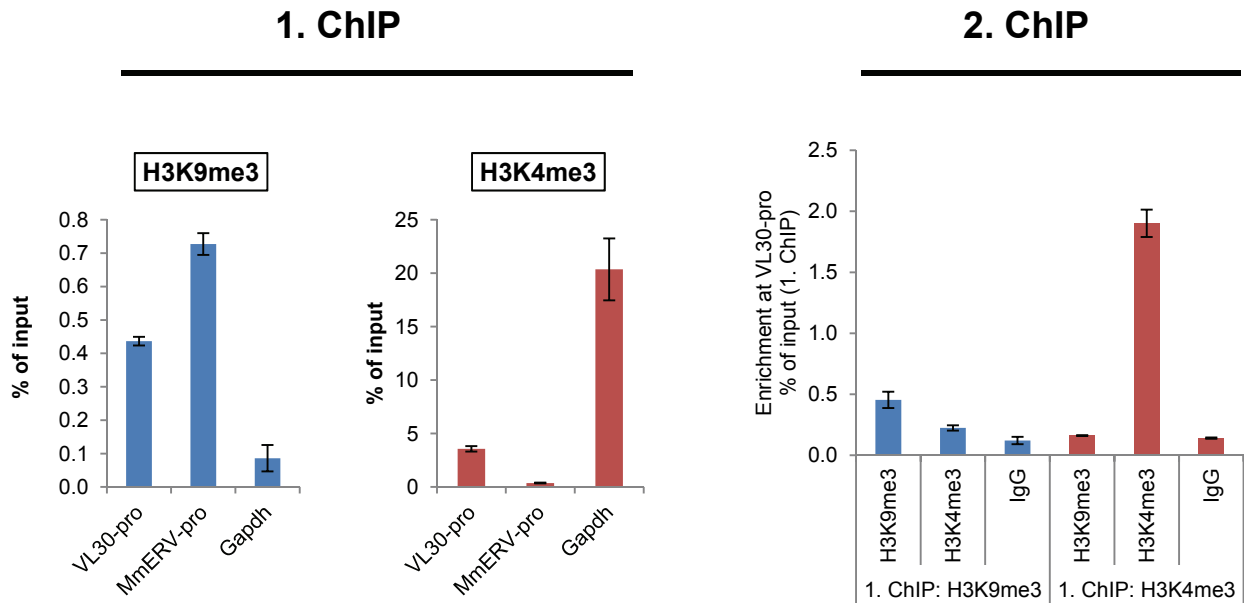 1. ChIP
2. ChIP
H3K9me3
H3K4me3
% of input
0.8
0.7
0.6
0.5
0.4
0.3
0.2
0.1
0.0
VL30-pro
MmERV-pro
Gapdh
% of input
25
20
15
10
5
0
VL30-pro
MmERV-pro
Gapdh
Enrichment at VL30-pro
% of input (1. ChIP)
2.5
2.0
1.5
1.0
0.5
0.0
H3K9me3
H3K4me3
IgG
H3K9me3
H3K4me3
IgG
1. ChIP: H3K9me3
1. ChIP: H3K4me3